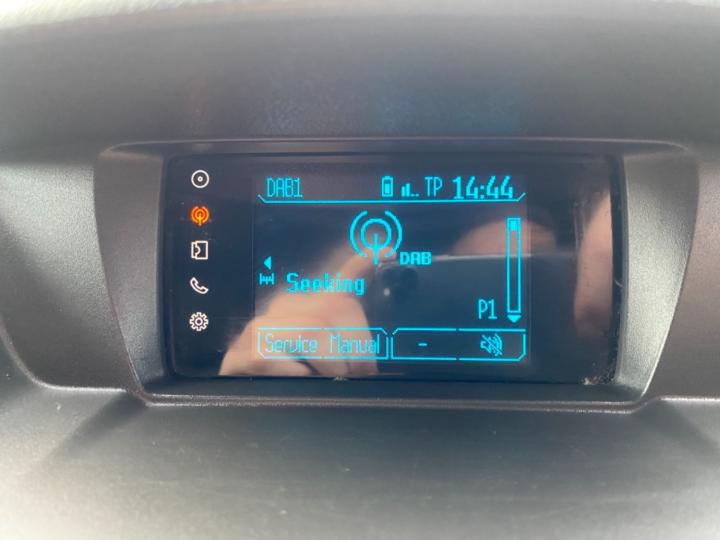 DAB1 TP 14:44
DAB
Seeking
P1
Service Manual -